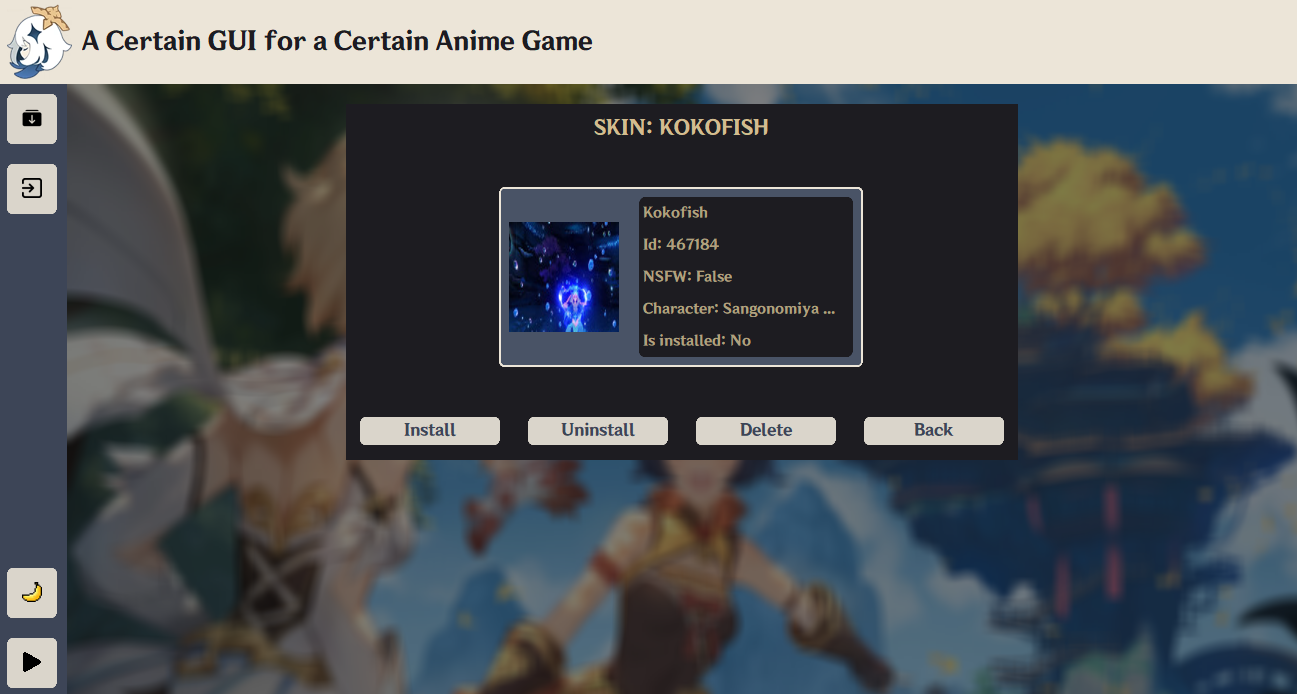 A Certain GUI for a Certain Anime Game
SKIN: KOKOFISH
Kokofish
Id: 467184
NSFW: False
Character: Sangonomiya ...
Is installed: No
Install
Uninstall
Delete
Back